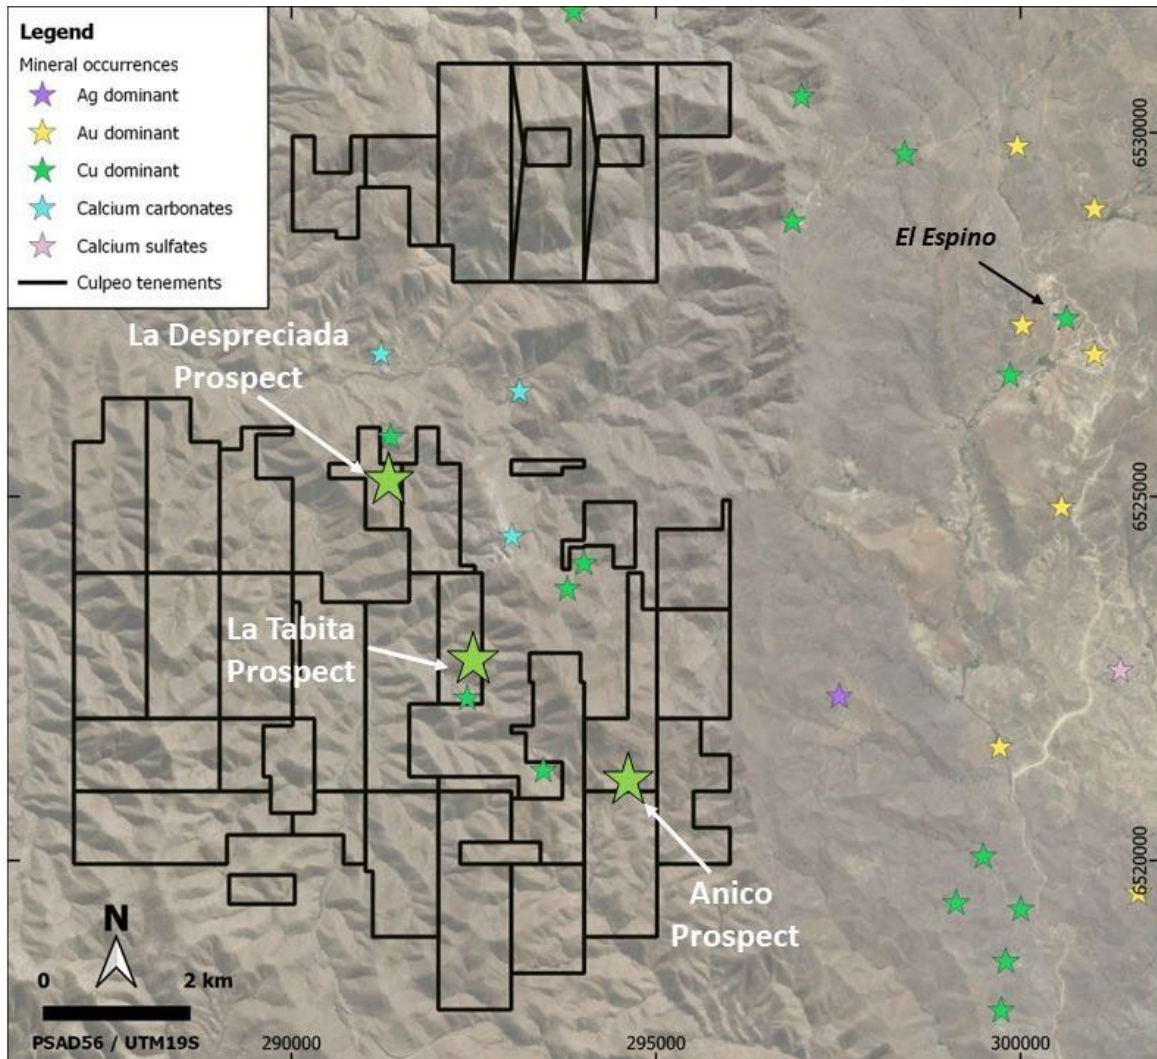 Legend
Mineral occurrences
Ag dominant
Au dominant
Cu dominant
Calcium carbonates
Calcium sulfates
Culpeo tenements
6530000
El Espino
La Despreciada
Prospect
6525000
La Tabita
Prospect
6520000
Anico
Prospect
N
0 2 km
PSAD56 / UTM19S
290000
295000
300000